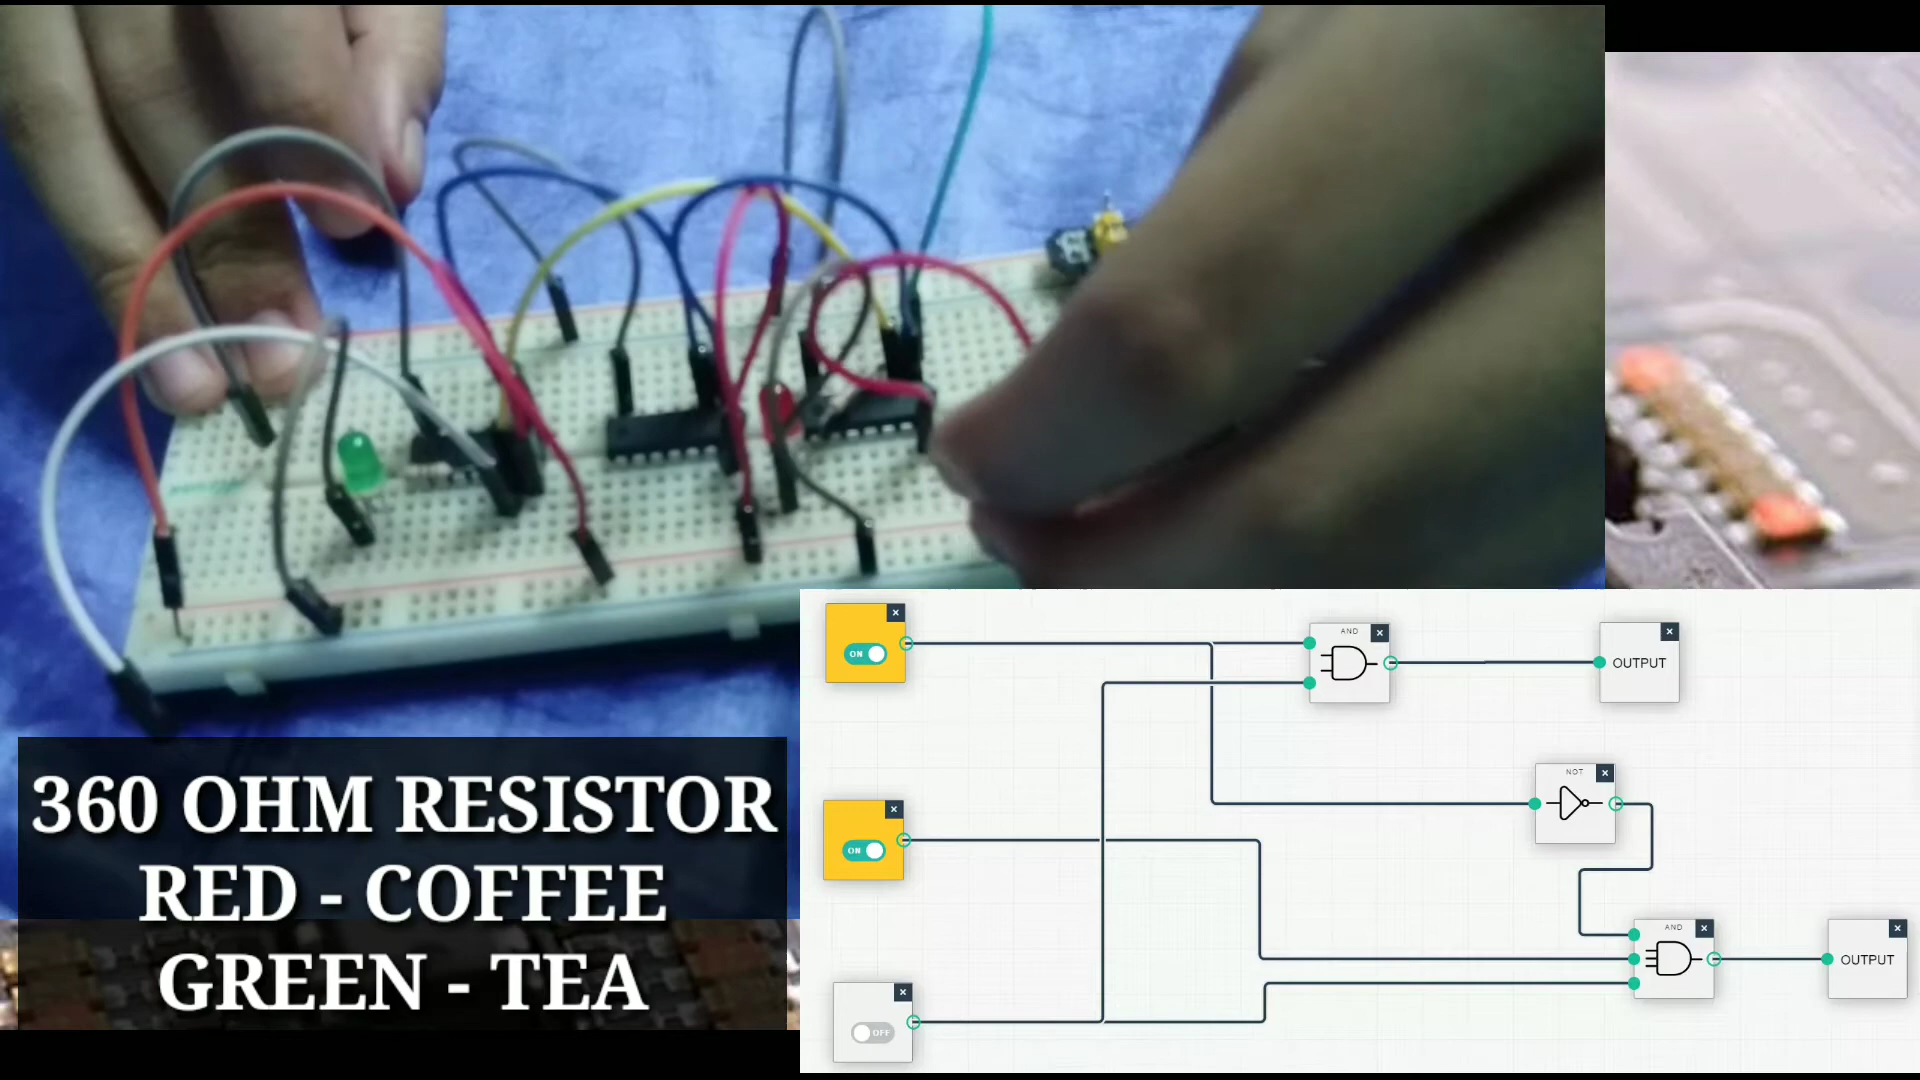 360 OHM RESISTOR
RED - COFFEE
GREEN - TEA
ON
AND
OUTPUT
NOT
ON
AND
OUTPUT
OFF